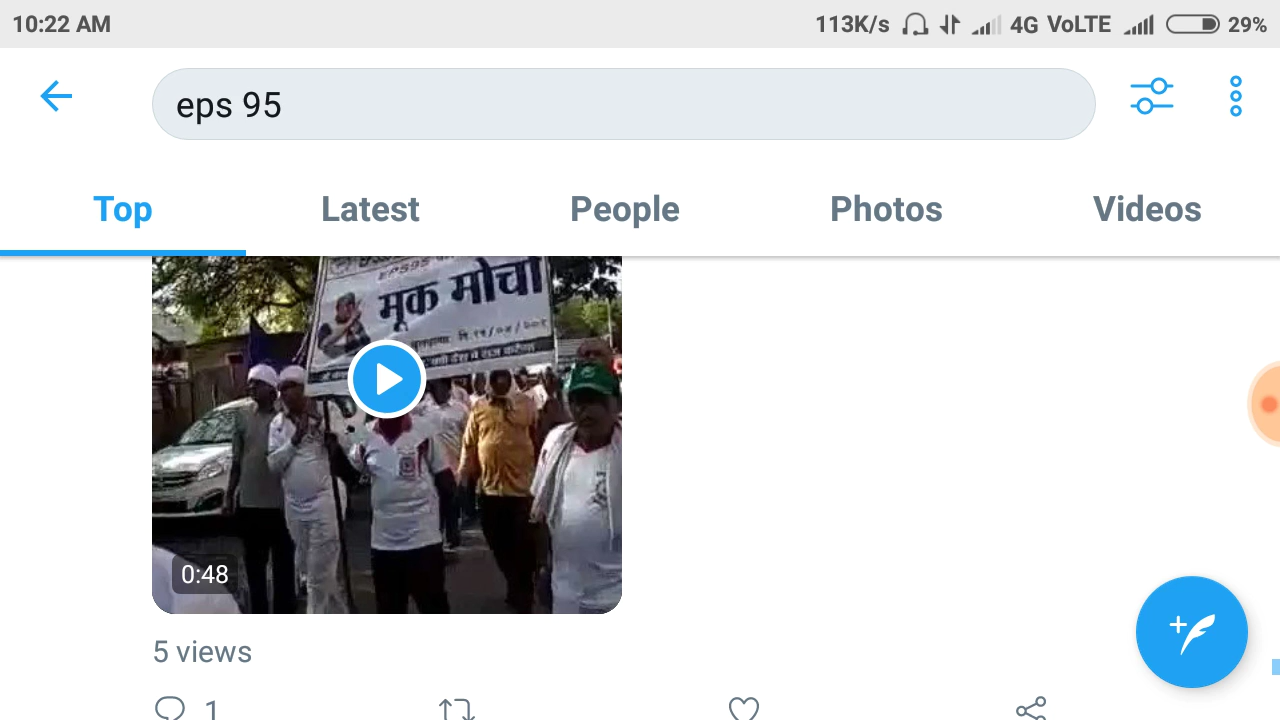 10:22 AM 113K/s 4G VoLTE 29%
eps 95
Top Latest People Photos Videos
EPS95
मूक मोर्चा
0:48
5 views
1